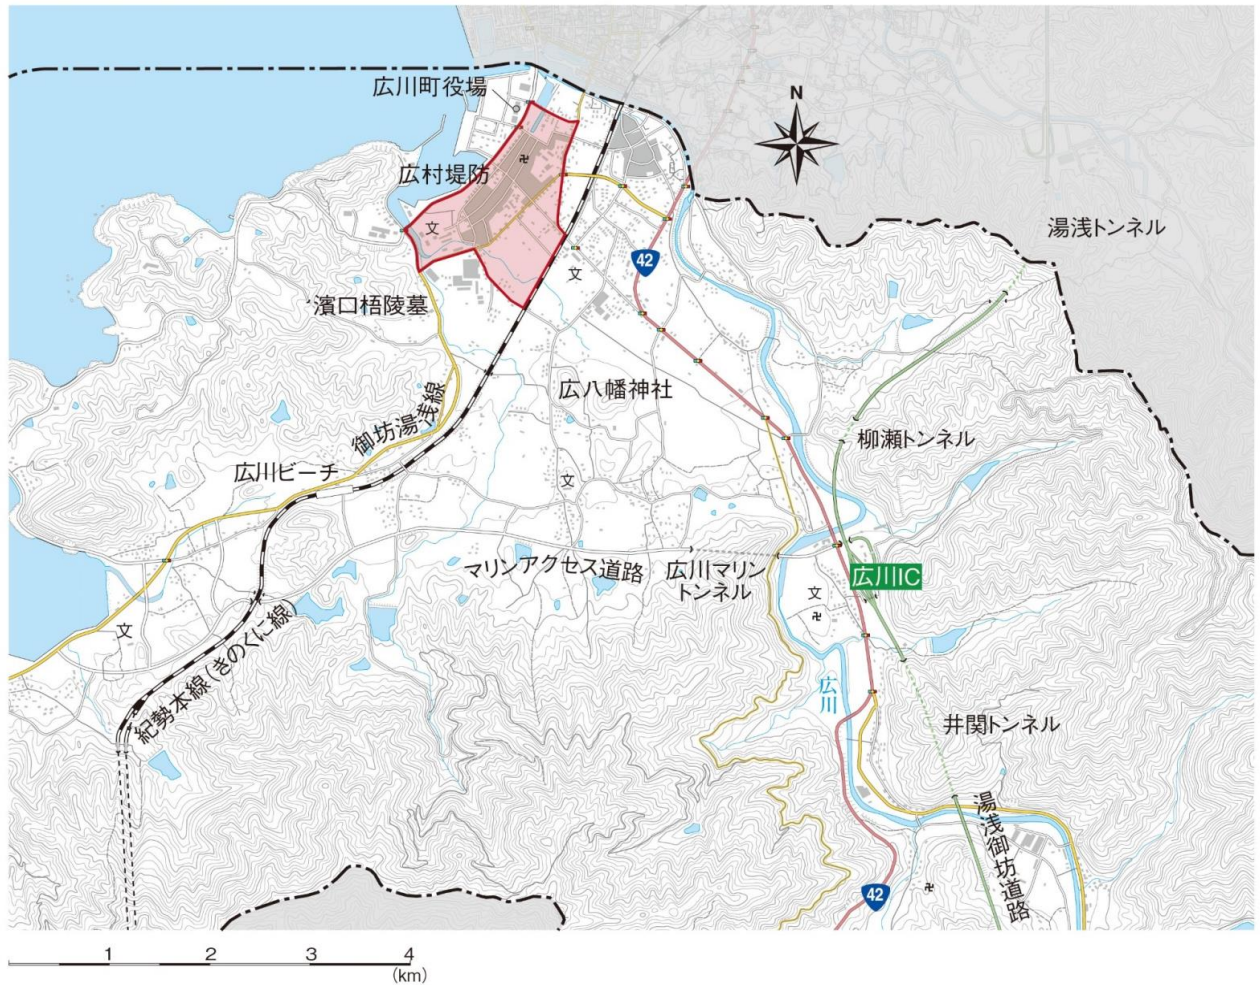 N
広川町役場
広村堤防
文
湯浅トンネル
42
文
濱口梧陵墓
広八幡神社
御坊湯浅線
柳瀬トンネル
広川ビーチ
文
マリンアクセス道路
広川マリン
トンネル
広川IC
文
文
紀勢本線(きのくに線)
広川
井関トンネル
湯浅御坊道路
42
1 2 3 4
(km)